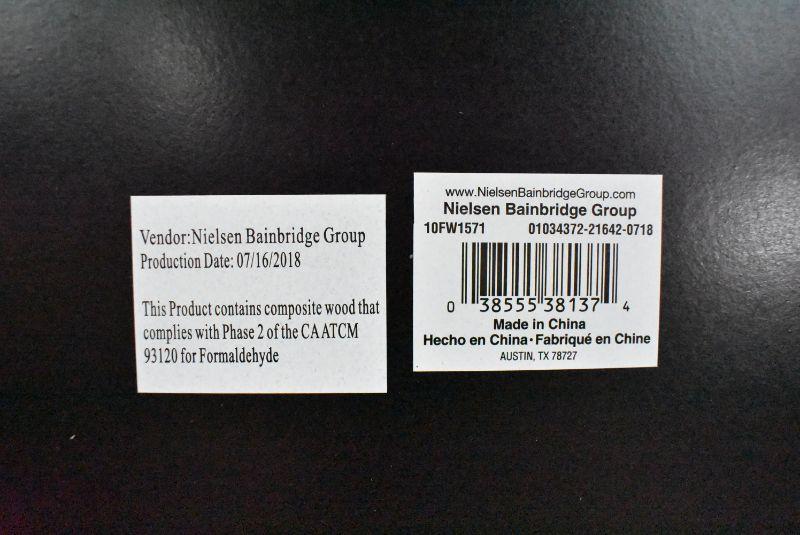 Vendor:Nielsen Bainbridge Group
Production Date: 07/16/2018
This Product contains composite wood that
complies with Phase 2 of the CA ATCM
93120 for Formaldehyde
www.NielsenBainbridgeGroup.com
Nielsen Bainbridge Group
10FW1571 01034372-21642-0718
0 38555 38137 4
Made in China
Hecho en China・Fabriqué en Chine
AUSTIN, TX 78727